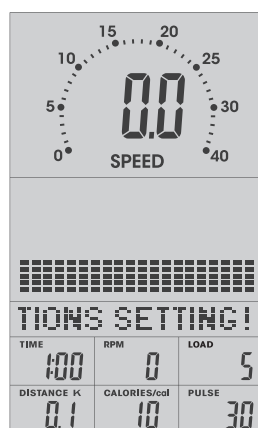 15 20
10 25
5 0.0 30
0 SPEED 40
TIONS SETTING!
TIME RPM LOAD
1:00 0 5
DISTANCE K CALORIES/cal PULSE
0.1 10 30